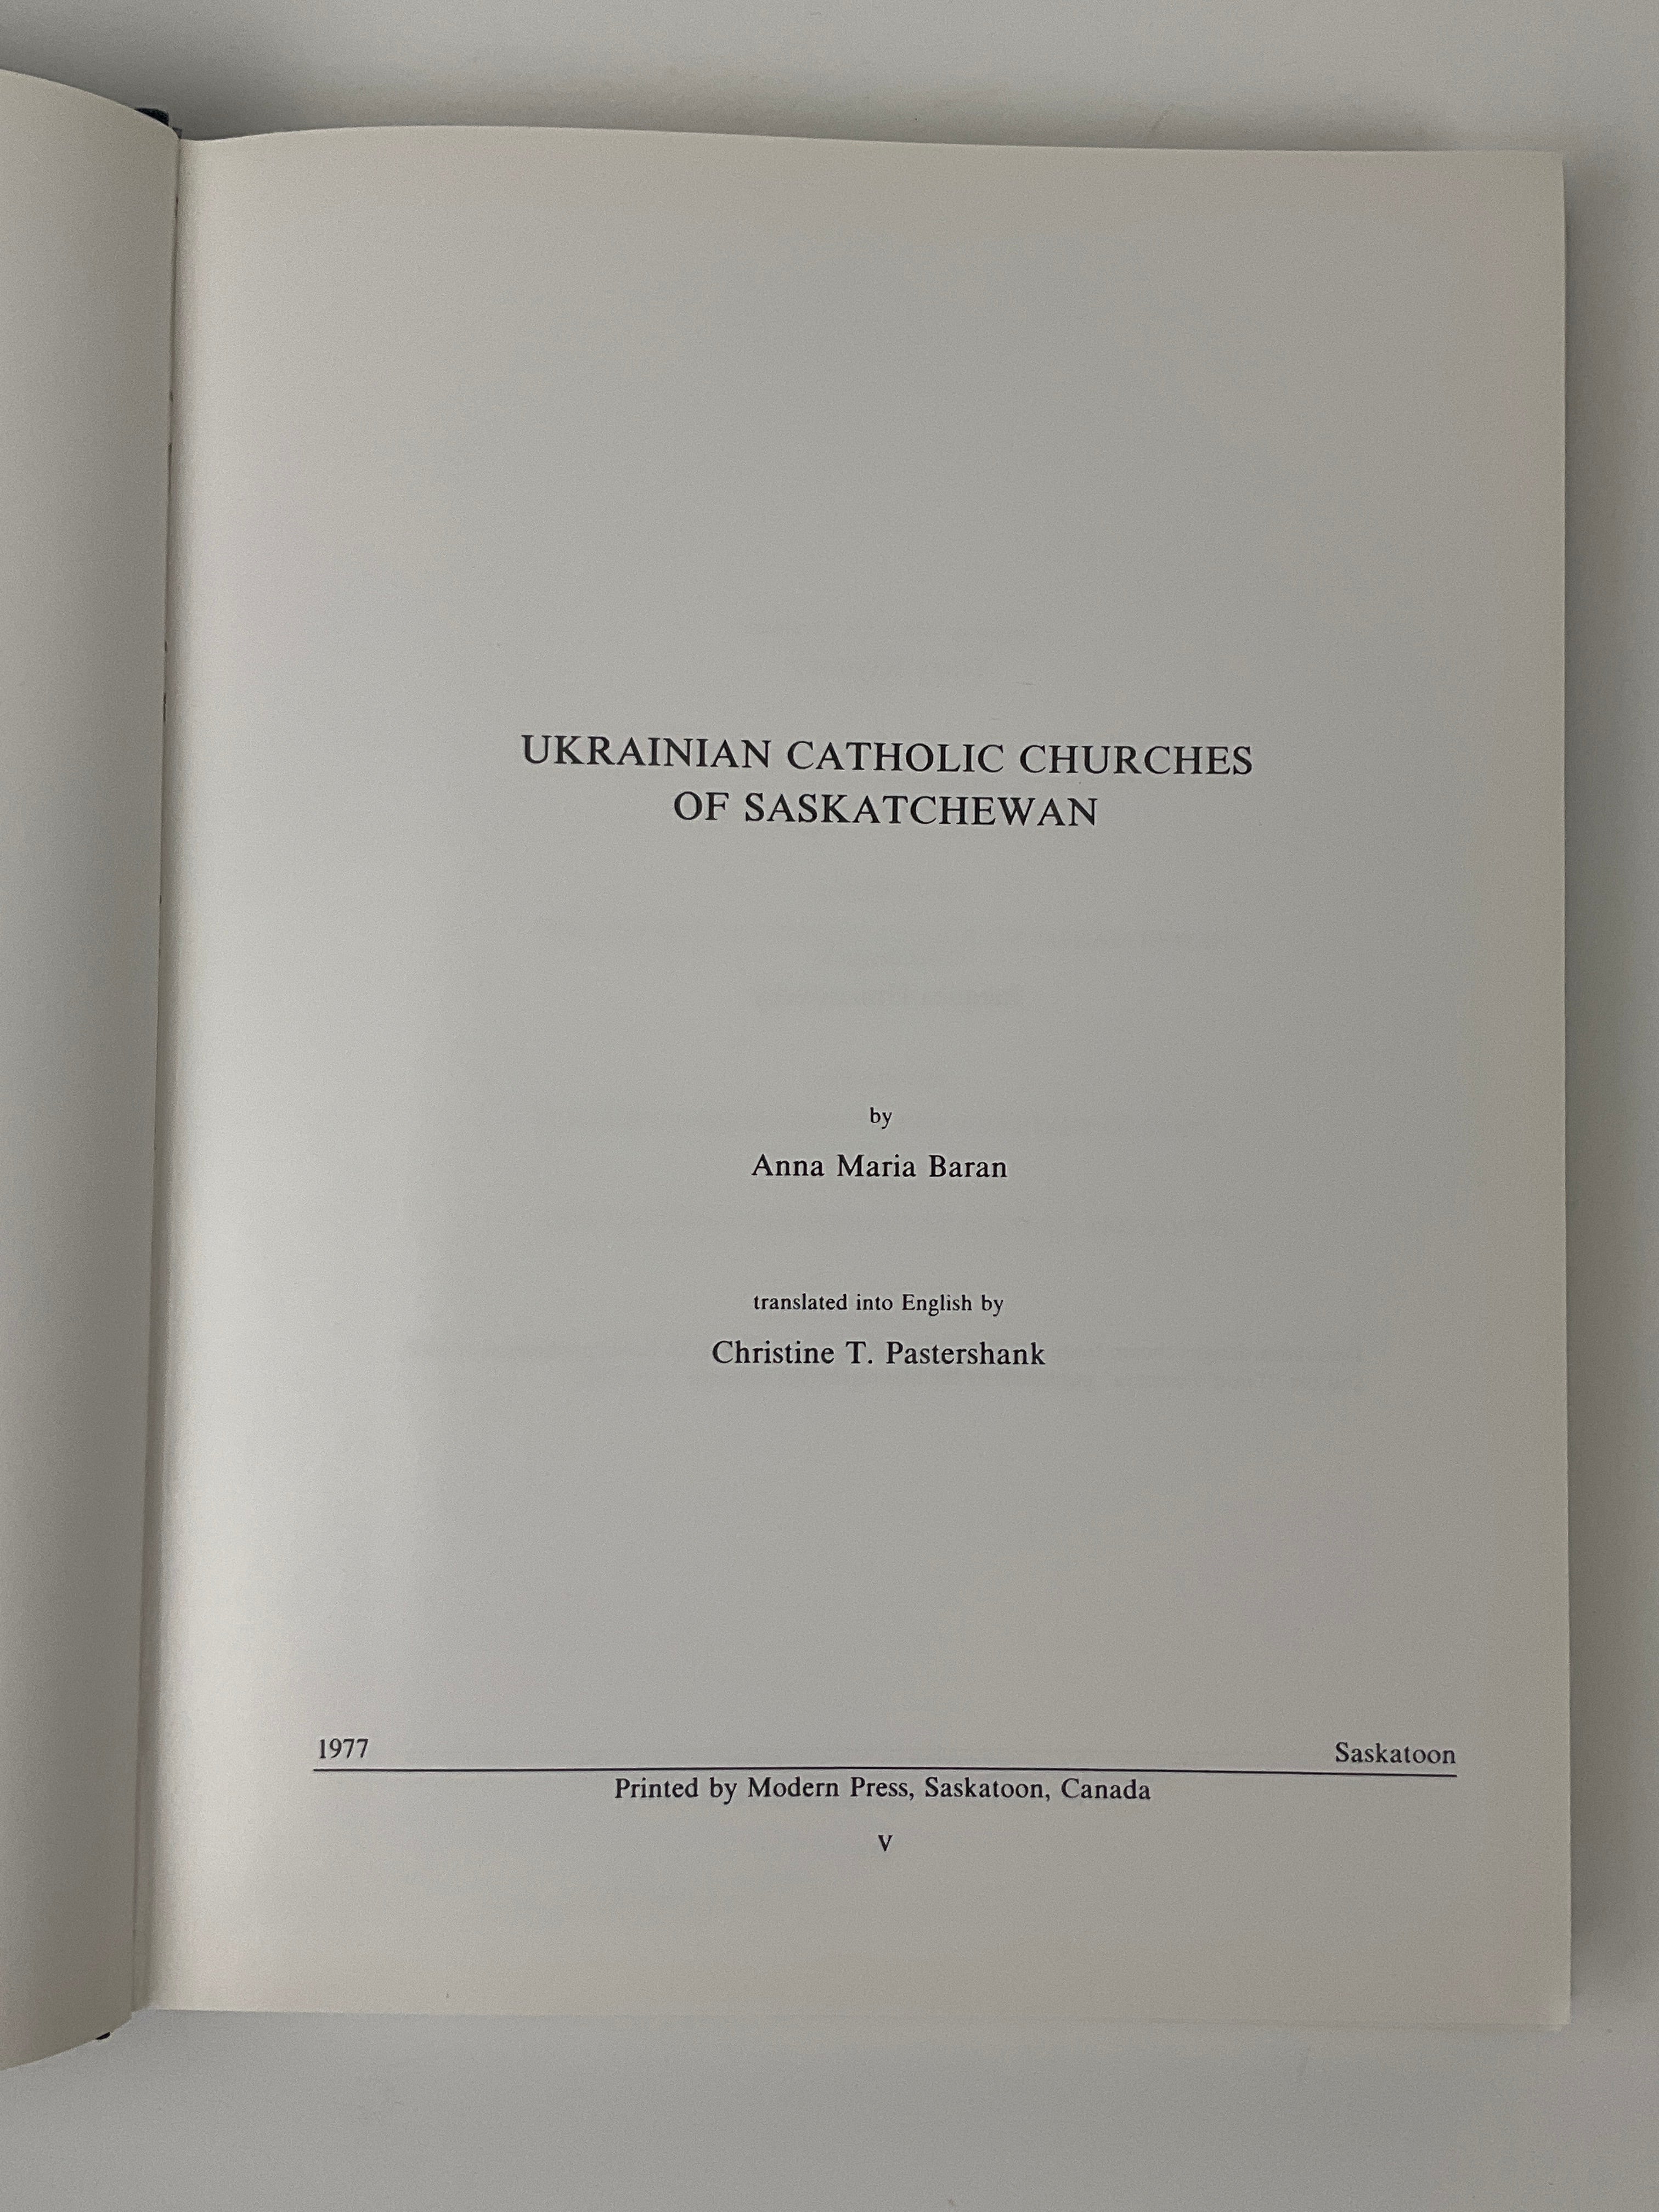 UKRAINIAN CATHOLIC CHURCHES
OF SASKATCHEWAN
by
Anna Maria Baran
translated into English by
Christine T. Pastershank
1977 Saskatoon
Printed by Modern Press, Saskatoon, Canada
V